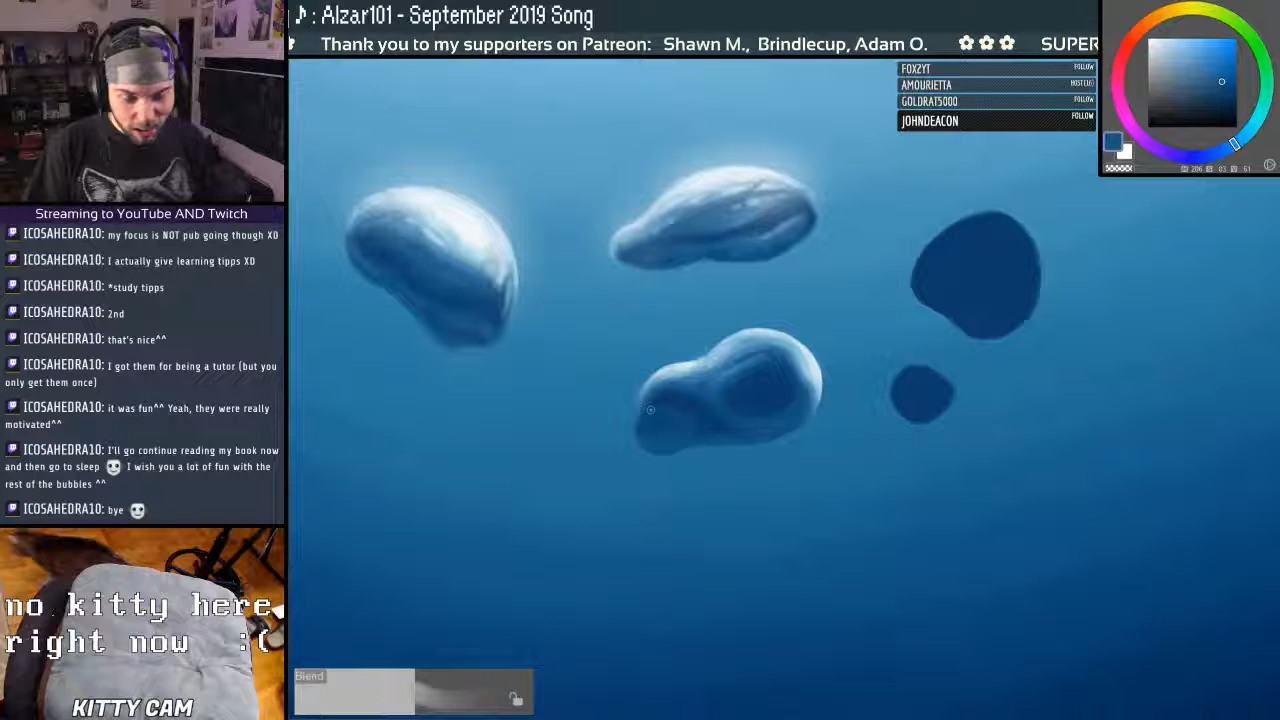 ♪ : Alzar101 - September 2019 Song
Thank you to my supporters on Patreon: Shawn M., Brindlecup, Adam O. ✿ ✿ ✿ SUPER
FOX2YT FOLLOW
AMOURIETTA HOST(16)
GOLDRAT5000 FOLLOW
JOHNDEACON FOLLOW
Streaming to YouTube AND Twitch
ICOSAHEDRA10: my focus is NOT pub going though XD
ICOSAHEDRA10: I actually give learning tipps XD
ICOSAHEDRA10: *study tipps
ICOSAHEDRA10: 2nd
ICOSAHEDRA10: that's nice^^
ICOSAHEDRA10: I got them for being a tutor (but you
only get them once)
ICOSAHEDRA10: it was fun^^ Yeah, they were really
motivated^^
ICOSAHEDRA10: I'll go continue reading my book now
and then go to sleep I wish you a lot of fun with the
rest of the bubbles ^^
ICOSAHEDRA10: bye
no kitty here
right now :(
KITTY CAM
Blend